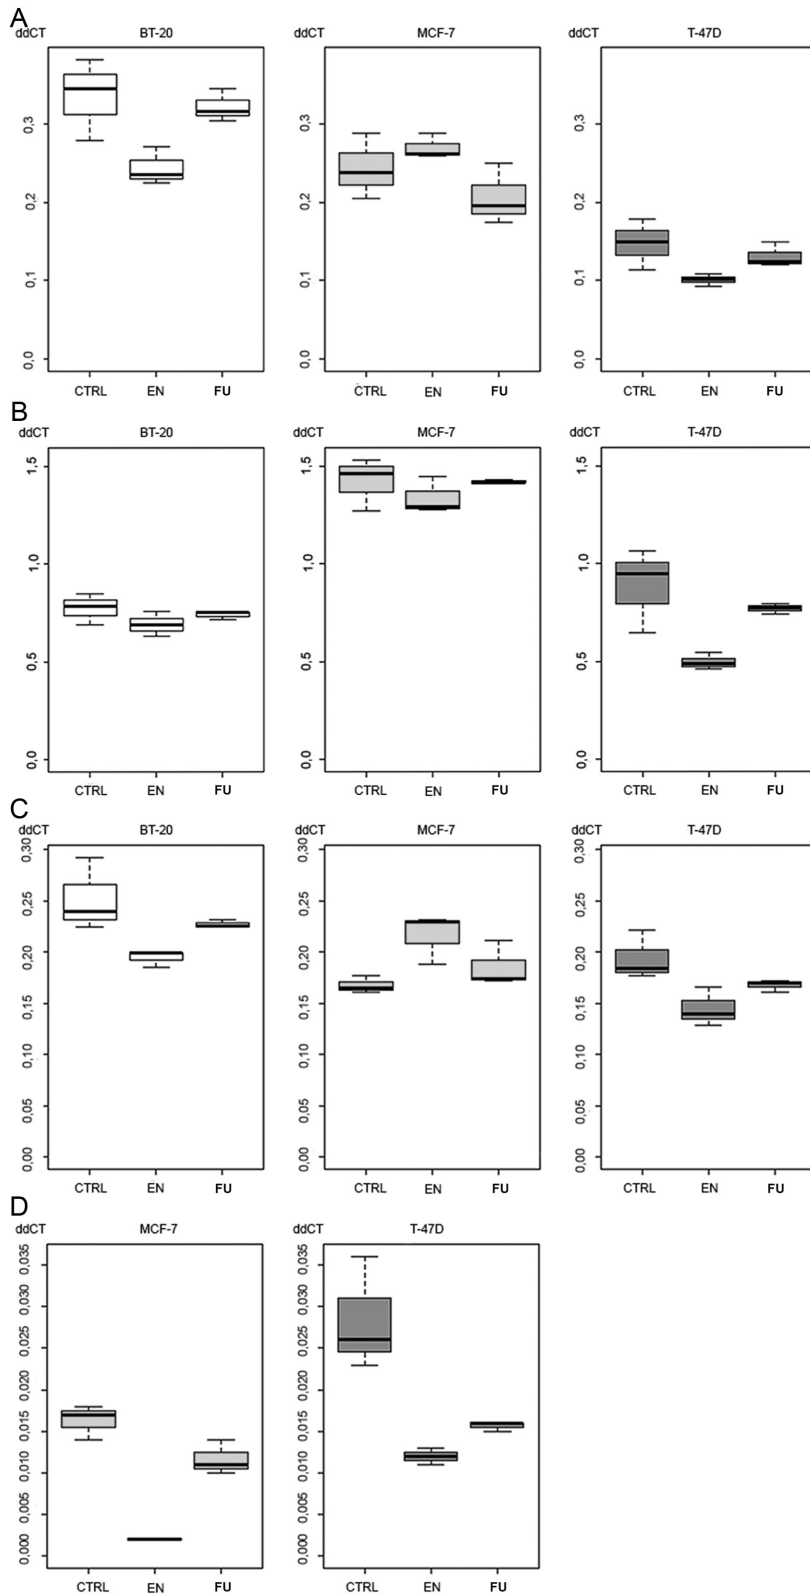 A
ddCT BT-20 ddCT MCF-7 ddCT T-47D
0,3 0,3 0,3
0,2 0,2 0,2
0,1 0,1 0,1
0,0 0,0 0,0
CTRL EN FU CTRL EN FU CTRL EN FU
B
ddCT BT-20 ddCT MCF-7 ddCT T-47D
1,5 1,5 1,5
1,0 1,0 1,0
0,5 0,5 0,5
0,0 0,0 0,0
CTRL EN FU CTRL EN FU CTRL EN FU
C
ddCT BT-20 ddCT MCF-7 ddCT T-47D
0,30 0,30 0,30
0,25 0,25 0,25
0,20 0,20 0,20
0,15 0,15 0,15
0,10 0,10 0,10
0,05 0,05 0,05
0,00 0,00 0,00
CTRL EN FU CTRL EN FU CTRL EN FU
D
ddCT MCF-7 ddCT T-47D
0,035 0,035
0,030 0,030
0,025 0,025
0,020 0,020
0,015 0,015
0,010 0,010
0,005 0,005
0,000 0,000
CTRL EN FU CTRL EN FU